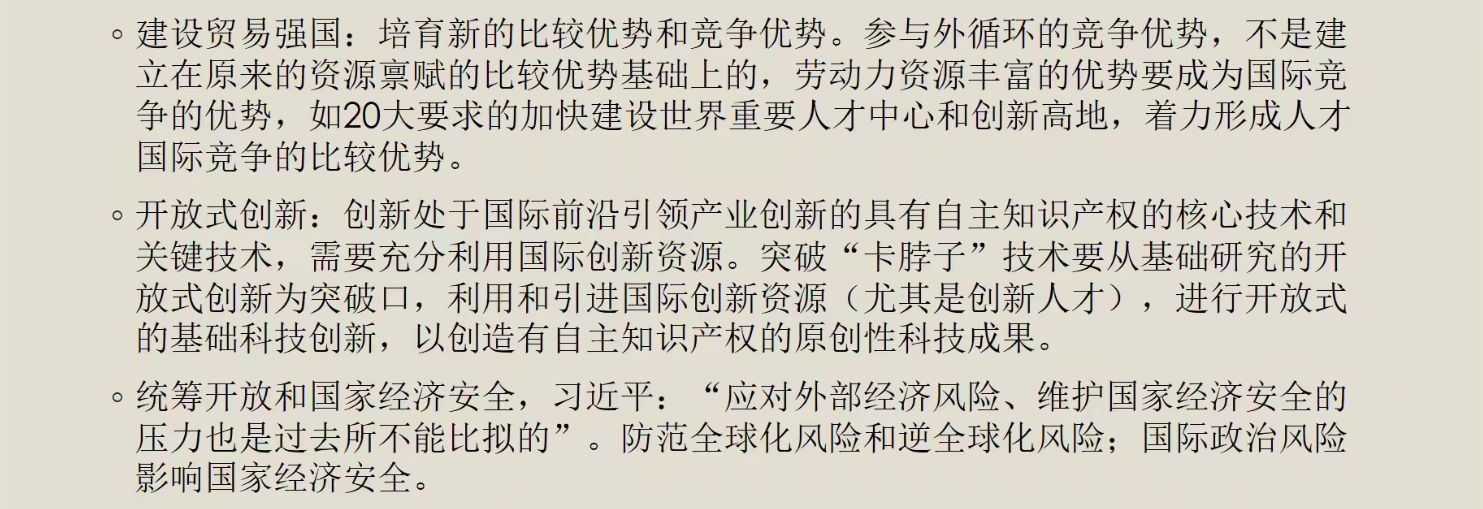 ◦ 建设贸易强国：培育新的比较优势和竞争优势。参与外循环的竞争优势，不是建
立在原来的资源禀赋的比较优势基础上的，劳动力资源丰富的优势要成为国际竞
争的优势，如20大要求的加快建设世界重要人才中心和创新高地，着力形成人才
国际竞争的比较优势。
◦ 开放式创新：创新处于国际前沿引领产业创新的具有自主知识产权的核心技术和
关键技术，需要充分利用国际创新资源。突破“卡脖子”技术要从基础研究的开
放式创新为突破口，利用和引进国际创新资源（尤其是创新人才），进行开放式
的基础科技创新，以创造有自主知识产权的原创性科技成果。
◦ 统筹开放和国家经济安全，习近平：“应对外部经济风险、维护国家经济安全的
压力也是过去所不能比拟的”。防范全球化风险和逆全球化风险；国际政治风险
影响国家经济安全。